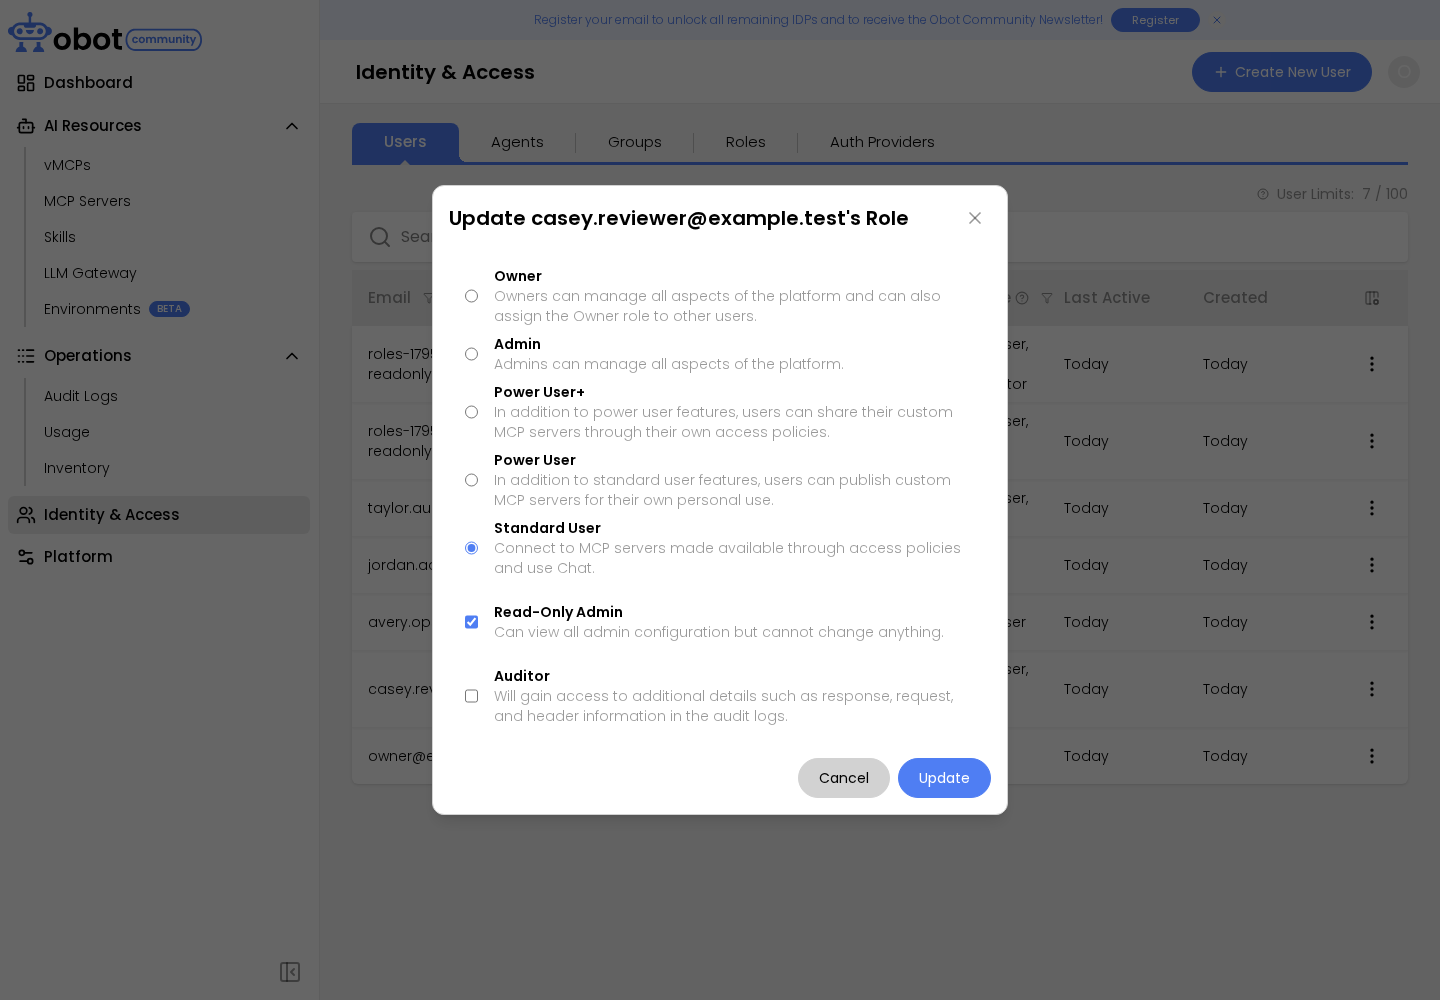 obot community
Dashboard
AI Resources
vMCPs
MCP Servers
Skills
LLM Gateway
Environments BETA
Operations
Audit Logs
Usage
Inventory
Identity & Access
Platform
Register your email to unlock all remaining IDPs and to receive the Obot Community Newsletter! Register
Identity & Access
Create New User
Users Agents Groups Roles Auth Providers
User Limits: 7 / 100
Email Last Active Created
readonly Today Today
readonly Today Today
Today Today
Today Today
Today Today
Today Today
Today Today
Update casey.reviewer@example.test's Role
Owner
Owners can manage all aspects of the platform and can also
assign the Owner role to other users.
Admin
Admins can manage all aspects of the platform.
Power User+
In addition to power user features, users can share their custom
MCP servers through their own access policies.
Power User
In addition to standard user features, users can publish custom
MCP servers for their own personal use.
Standard User
Connect to MCP servers made available through access policies
and use Chat.
Read-Only Admin
Can view all admin configuration but cannot change anything.
Auditor
Will gain access to additional details such as response, request,
and header information in the audit logs.
Cancel Update